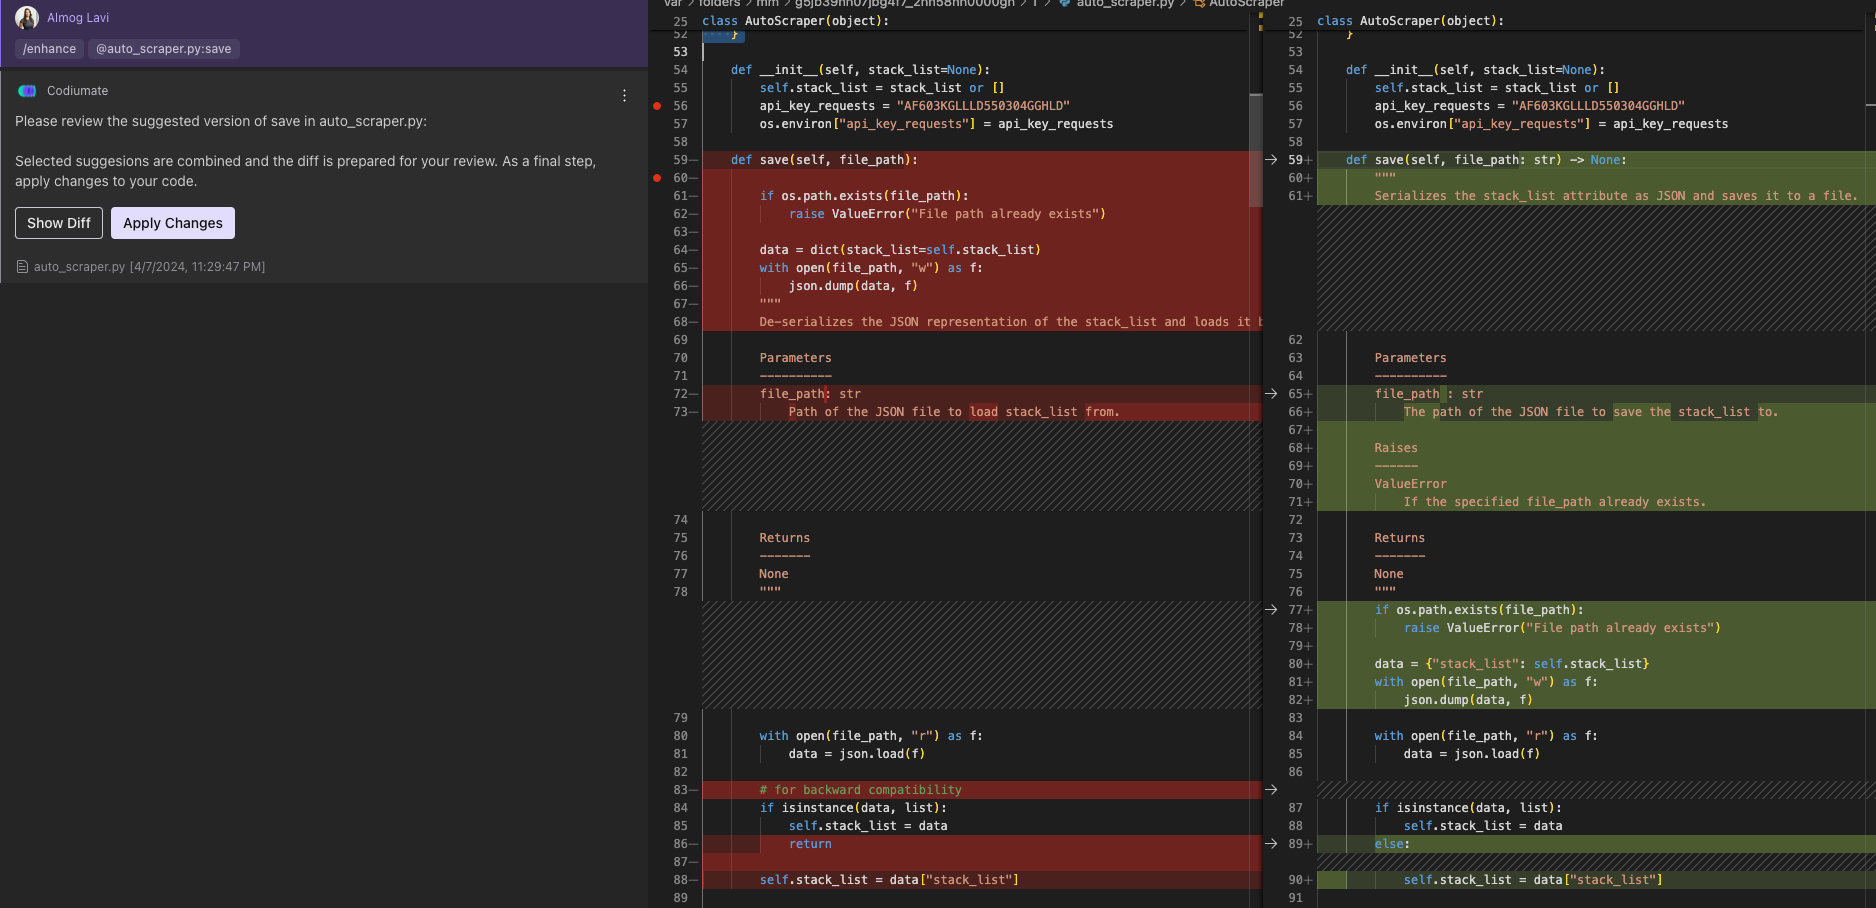 Almog Lavi
/enhance
@auto_scraper.py:save
Codiumate
Please review the suggested version of save in auto_scraper.py:
Selected suggesions are combined and the diff is prepared for your review. As a final step,
apply changes to your code.
Show Diff
Apply Changes
auto_scraper.py [4/7/2024, 11:29:47 PM]
auto_scraper.py > AutoScraper
25 class AutoScraper(object):
52 }
53
54 def __init__(self, stack_list=None):
55 self.stack_list = stack_list or []
56 api_key_requests = "AF603KGLLLD550304GGHLD"
57 os.environ["api_key_requests"] = api_key_requests
58
59— def save(self, file_path):
60—
61— if os.path.exists(file_path):
62— raise ValueError("File path already exists")
63—
64— data = dict(stack_list=self.stack_list)
65— with open(file_path, "w") as f:
66— json.dump(data, f)
67— """
68— De-serializes the JSON representation of the stack_list and loads it
69
70 Parameters
71 ----------
72— file_path: str
73— Path of the JSON file to load stack_list from.
74
75 Returns
76 -------
77 None
78 """
79
80 with open(file_path, "r") as f:
81 data = json.load(f)
82
83— # for backward compatibility
84 if isinstance(data, list):
85 self.stack_list = data
86— return
87—
88— self.stack_list = data["stack_list"]
89
25 class AutoScraper(object):
52 }
53
54 def __init__(self, stack_list=None):
55 self.stack_list = stack_list or []
56 api_key_requests = "AF603KGLLLD550304GGHLD"
57 os.environ["api_key_requests"] = api_key_requests
58
59+ def save(self, file_path: str) -> None:
60+ """
61+ Serializes the stack_list attribute as JSON and saves it to a file.
62
63 Parameters
64 ----------
65+ file_path : str
66+ The path of the JSON file to save the stack_list to.
67+
68+ Raises
69+ ------
70+ ValueError
71+ If the specified file_path already exists.
72
73 Returns
74 -------
75 None
76 """
77+ if os.path.exists(file_path):
78+ raise ValueError("File path already exists")
79+
80+ data = {"stack_list": self.stack_list}
81+ with open(file_path, "w") as f:
82+ json.dump(data, f)
83
84 with open(file_path, "r") as f:
85 data = json.load(f)
86
87 if isinstance(data, list):
88 self.stack_list = data
89+ else:
90+ self.stack_list = data["stack_list"]
91